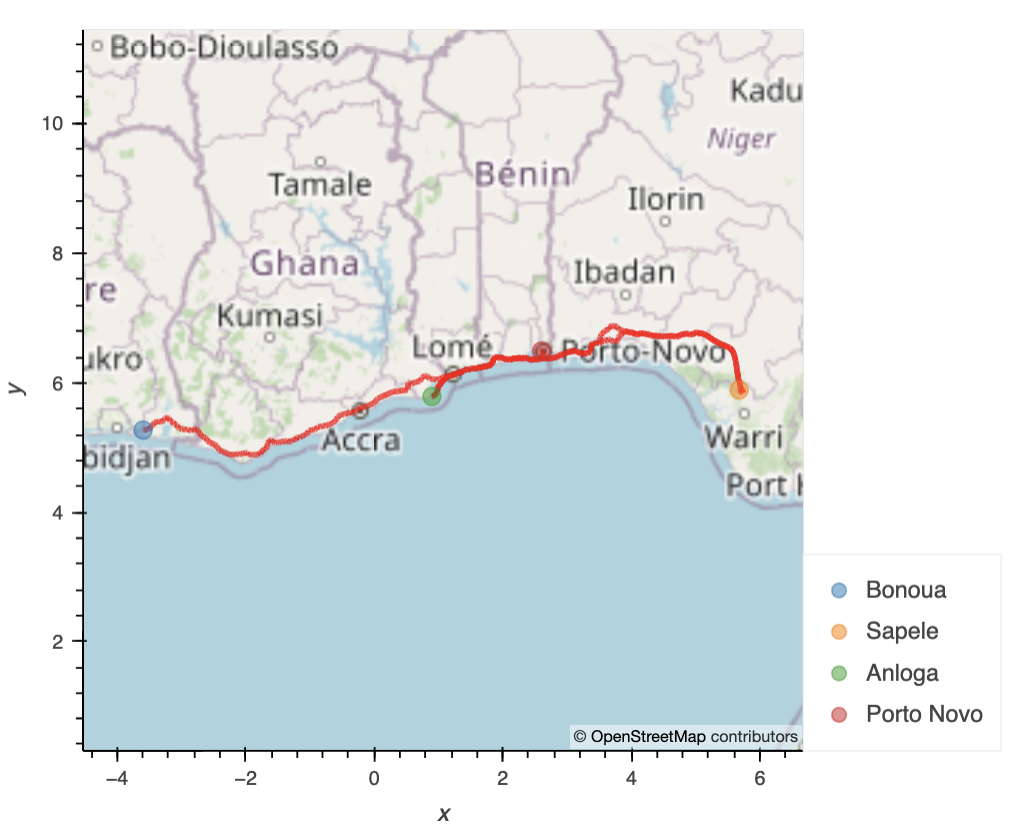 Bobo-Dioulasso
Kadu
10
Niger
Bénin
Tamale
Ilorin
8
Ghana
Ibadan
re
Kumasi
Lomé
Porto-Novo
ukro
y
6
Accra
Warri
bidjan
Port H
4
Bonoua
Sapele
2
Anloga
Porto Novo
© OpenStreetMap contributors
−4
−2
0
2
4
6
x